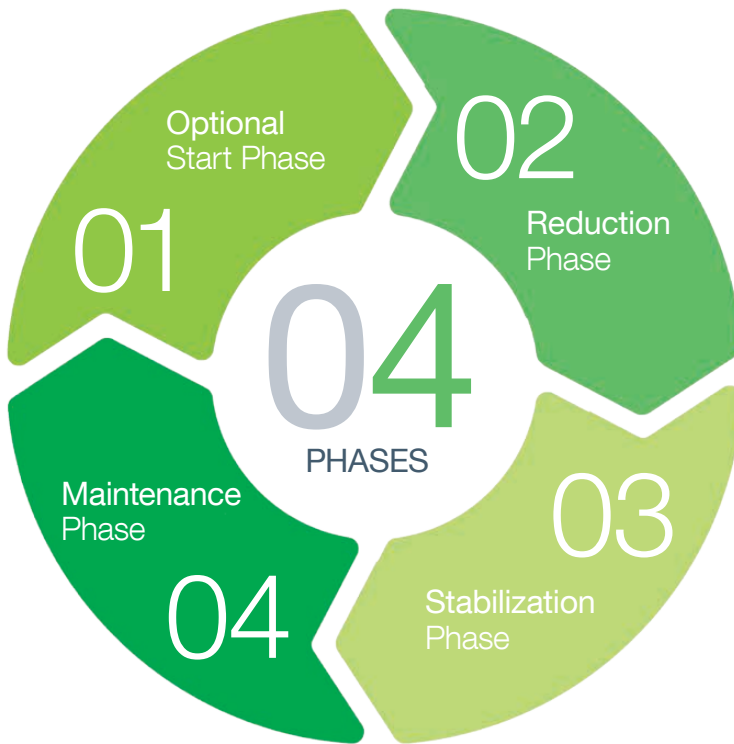 Optional
Start Phase
01
02
Reduction
Phase
04
PHASES
03
Stabilization
Phase
Maintenance
Phase
04